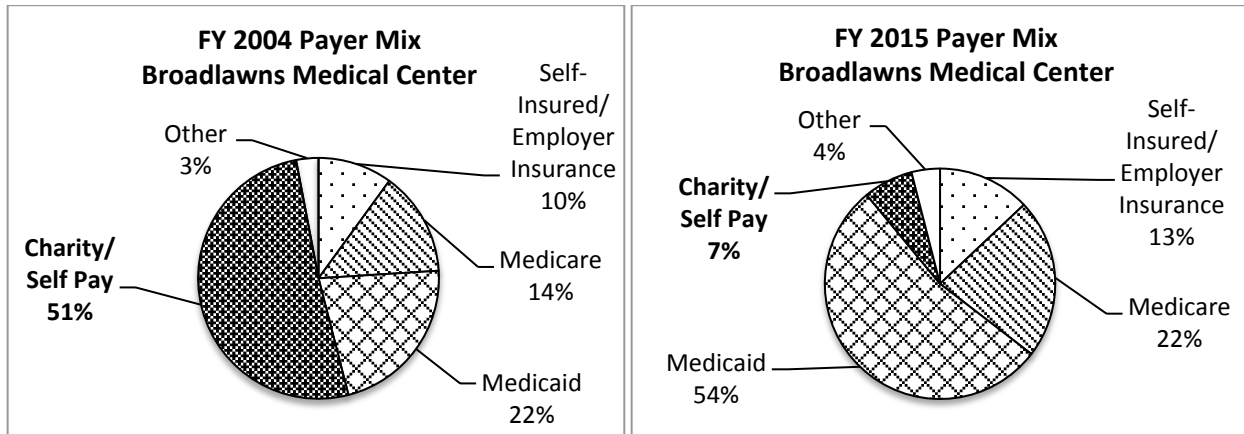 FY 2004 Payer Mix
Broadlawns Medical Center
Self-
Insured/
Employer
Insurance
10%
Other
3%
Charity/
Self Pay
51%
Medicare
14%
Medicaid
22%
FY 2015 Payer Mix
Broadlawns Medical Center
Self-
Insured/
Employer
Insurance
13%
Other
4%
Charity/
Self Pay
7%
Medicare
22%
Medicaid
54%